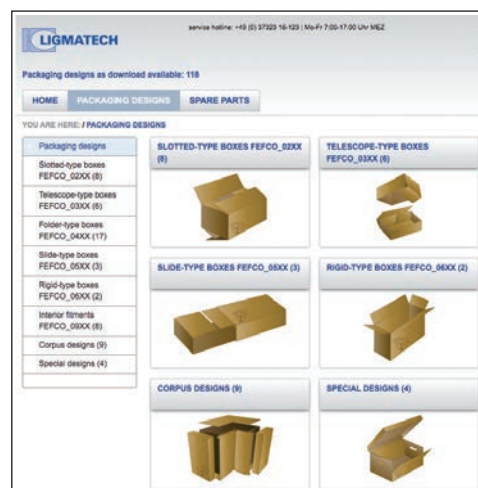 LIGMATECH
service hotline: +49 (0) 37323 16-123 | Mo-Fr 7:00-17:00 Uhr MEZ
Packaging designs as download available: 118
HOME PACKAGING DESIGNS SPARE PARTS
YOU ARE HERE: / PACKAGING DESIGNS
Packaging designs
Slotted-type boxes
FEFCO_02XX (8)
Telescope-type boxes
FEFCO_03XX (6)
Folder-type boxes
FEFCO_04XX (17)
Slide-type boxes
FEFCO_05XX (3)
Rigid-type boxes
FEFCO_06XX (2)
Interior fitments
FEFCO_09XX (8)
Corpus designs (9)
Special designs (4)
SLOTTED-TYPE BOXES FEFCO_02XX
(8)
TELESCOPE-TYPE BOXES
FEFCO_03XX (6)
SLIDE-TYPE BOXES FEFCO_05XX (3)
RIGID-TYPE BOXES FEFCO_06XX (2)
CORPUS DESIGNS (9)
SPECIAL DESIGNS (4)